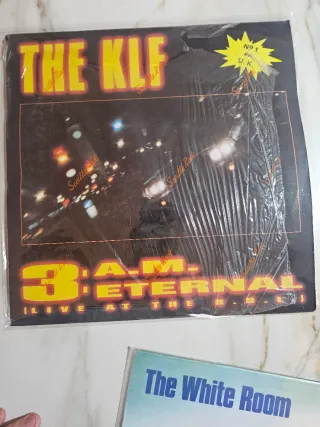 THE KLF
No 1
U.K.
3:A.M.
ETERNAL
[LIVE AT THE S.S.L.]
The White Room